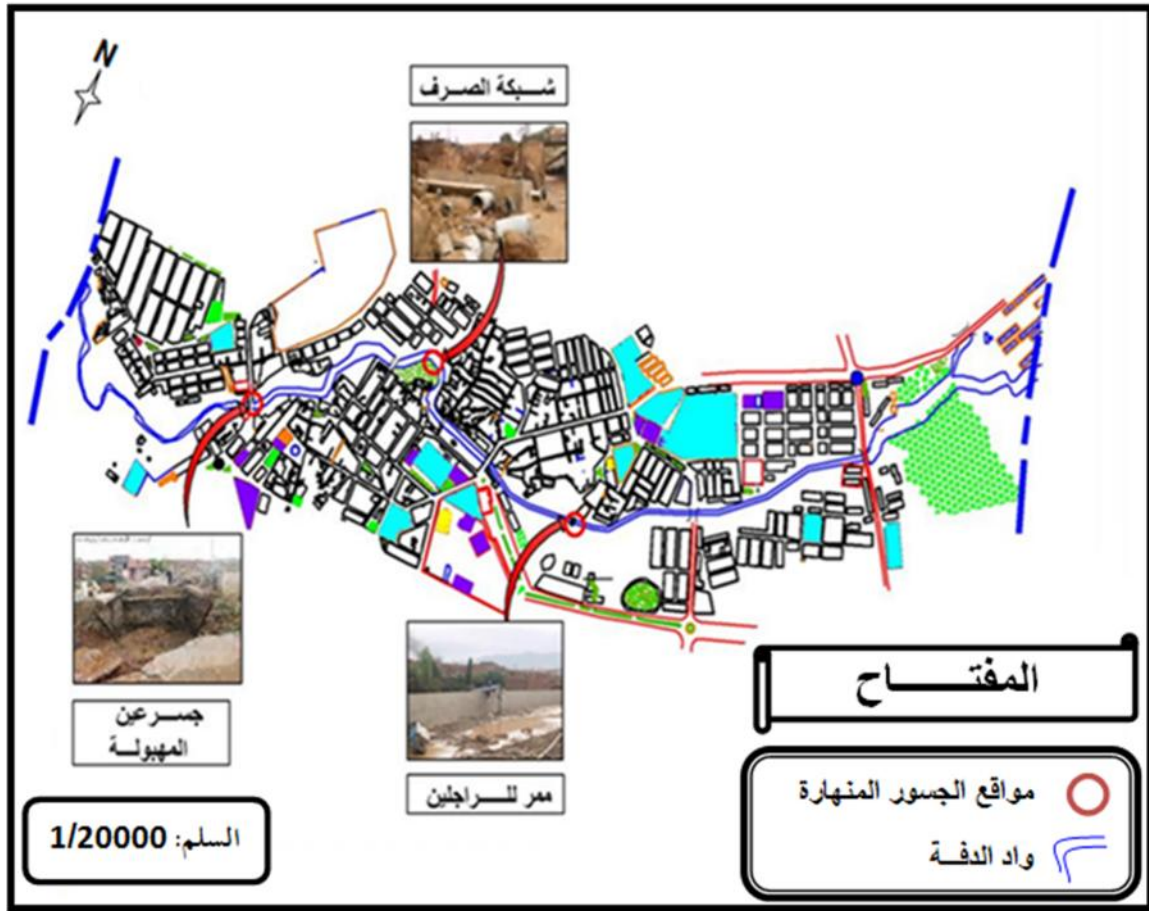 N
شبكة الصرف
جسر عين
المهبولة
ممر للراجلين
المفتاح
مواقع الجسور المنهارة
واد الدفة
السلم: 1/20000